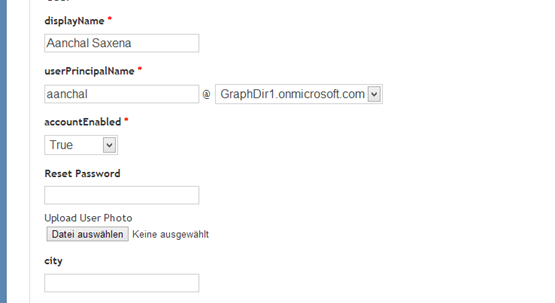 displayName *
Aanchal Saxena
userPrincipalName *
aanchal @ GraphDir1.onmicrosoft.com
accountEnabled *
True
Reset Password
Upload User Photo
Datei auswählen Keine ausgewählt
city